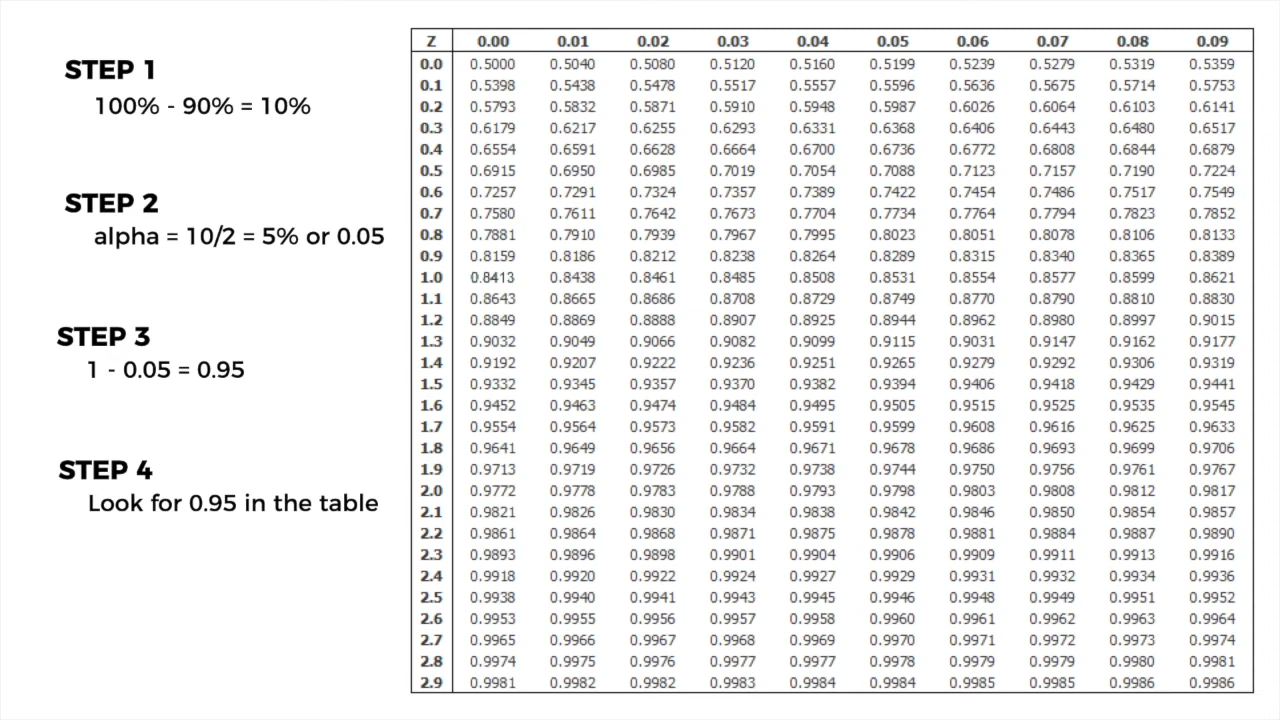 STEP 1
100% - 90% = 10%
STEP 2
alpha = 10/2 = 5% or 0.05
STEP 3
1 - 0.05 = 0.95
STEP 4
Look for 0.95 in the table
Z 0.00 0.01 0.02 0.03 0.04 0.05 0.06 0.07 0.08 0.09
0.0 0.5000 0.5040 0.5080 0.5120 0.5160 0.5199 0.5239 0.5279 0.5319 0.5359
0.1 0.5398 0.5438 0.5478 0.5517 0.5557 0.5596 0.5636 0.5675 0.5714 0.5753
0.2 0.5793 0.5832 0.5871 0.5910 0.5948 0.5987 0.6026 0.6064 0.6103 0.6141
0.3 0.6179 0.6217 0.6255 0.6293 0.6331 0.6368 0.6406 0.6443 0.6480 0.6517
0.4 0.6554 0.6591 0.6628 0.6664 0.6700 0.6736 0.6772 0.6808 0.6844 0.6879
0.5 0.6915 0.6950 0.6985 0.7019 0.7054 0.7088 0.7123 0.7157 0.7190 0.7224
0.6 0.7257 0.7291 0.7324 0.7357 0.7389 0.7422 0.7454 0.7486 0.7517 0.7549
0.7 0.7580 0.7611 0.7642 0.7673 0.7704 0.7734 0.7764 0.7794 0.7823 0.7852
0.8 0.7881 0.7910 0.7939 0.7967 0.7995 0.8023 0.8051 0.8078 0.8106 0.8133
0.9 0.8159 0.8186 0.8212 0.8238 0.8264 0.8289 0.8315 0.8340 0.8365 0.8389
1.0 0.8413 0.8438 0.8461 0.8485 0.8508 0.8531 0.8554 0.8577 0.8599 0.8621
1.1 0.8643 0.8665 0.8686 0.8708 0.8729 0.8749 0.8770 0.8790 0.8810 0.8830
1.2 0.8849 0.8869 0.8888 0.8907 0.8925 0.8944 0.8962 0.8980 0.8997 0.9015
1.3 0.9032 0.9049 0.9066 0.9082 0.9099 0.9115 0.9031 0.9147 0.9162 0.9177
1.4 0.9192 0.9207 0.9222 0.9236 0.9251 0.9265 0.9279 0.9292 0.9306 0.9319
1.5 0.9332 0.9345 0.9357 0.9370 0.9382 0.9394 0.9406 0.9418 0.9429 0.9441
1.6 0.9452 0.9463 0.9474 0.9484 0.9495 0.9505 0.9515 0.9525 0.9535 0.9545
1.7 0.9554 0.9564 0.9573 0.9582 0.9591 0.9599 0.9608 0.9616 0.9625 0.9633
1.8 0.9641 0.9649 0.9656 0.9664 0.9671 0.9678 0.9686 0.9693 0.9699 0.9706
1.9 0.9713 0.9719 0.9726 0.9732 0.9738 0.9744 0.9750 0.9756 0.9761 0.9767
2.0 0.9772 0.9778 0.9783 0.9788 0.9793 0.9798 0.9803 0.9808 0.9812 0.9817
2.1 0.9821 0.9826 0.9830 0.9834 0.9838 0.9842 0.9846 0.9850 0.9854 0.9857
2.2 0.9861 0.9864 0.9868 0.9871 0.9875 0.9878 0.9881 0.9884 0.9887 0.9890
2.3 0.9893 0.9896 0.9898 0.9901 0.9904 0.9906 0.9909 0.9911 0.9913 0.9916
2.4 0.9918 0.9920 0.9922 0.9924 0.9927 0.9929 0.9931 0.9932 0.9934 0.9936
2.5 0.9938 0.9940 0.9941 0.9943 0.9945 0.9946 0.9948 0.9949 0.9951 0.9952
2.6 0.9953 0.9955 0.9956 0.9957 0.9958 0.9960 0.9961 0.9962 0.9963 0.9964
2.7 0.9965 0.9966 0.9967 0.9968 0.9969 0.9970 0.9971 0.9972 0.9973 0.9974
2.8 0.9974 0.9975 0.9976 0.9977 0.9977 0.9978 0.9979 0.9979 0.9980 0.9981
2.9 0.9981 0.9982 0.9982 0.9983 0.9984 0.9984 0.9985 0.9985 0.9986 0.9986